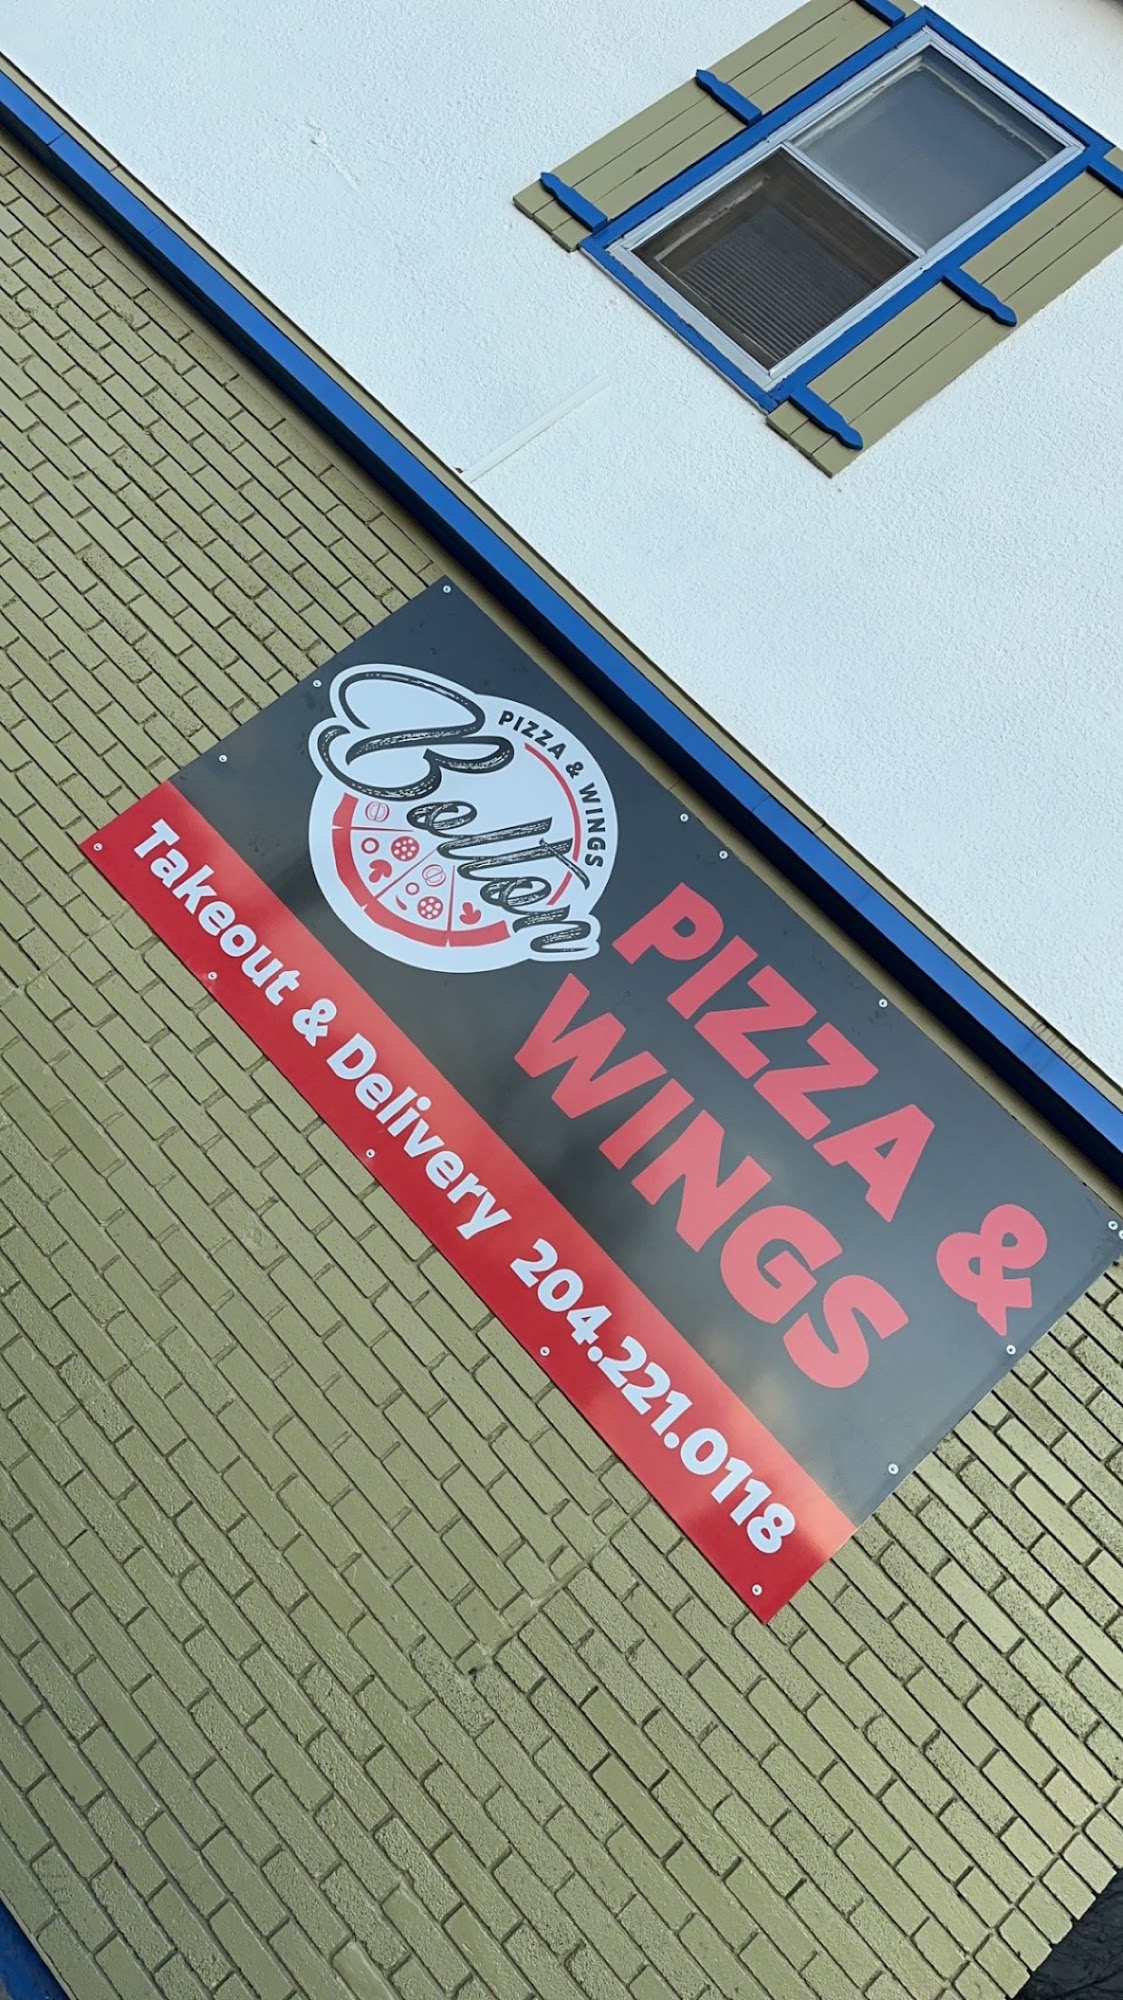 Bolton
PIZZA & WINGS
PIZZA &
WINGS
Takeout & Delivery 204.221.0118